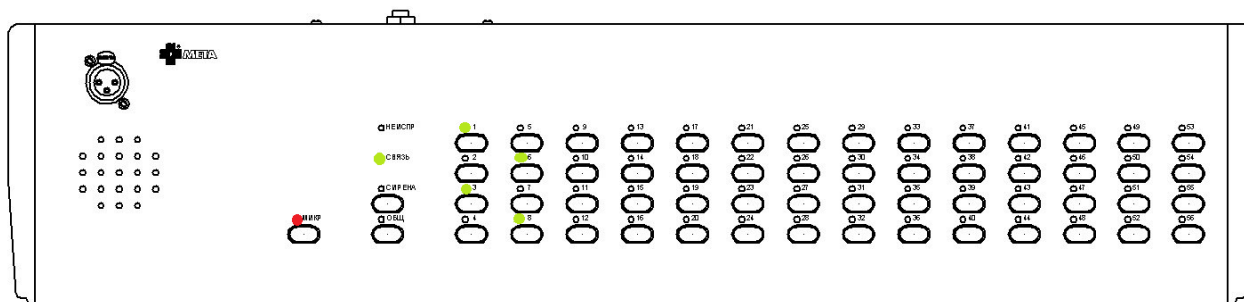 МЕТА
НЕИСПР 1 5 9 13 17 21 25 29 33 37 41 45 49 53
СВЯЗЬ 2 6 10 14 18 22 26 30 34 38 42 46 50 54
СИРЕНА 3 7 11 15 19 23 27 31 35 39 43 47 51 55
МИКР ОБЩ 4 8 12 16 20 24 28 32 36 40 44 48 52 56